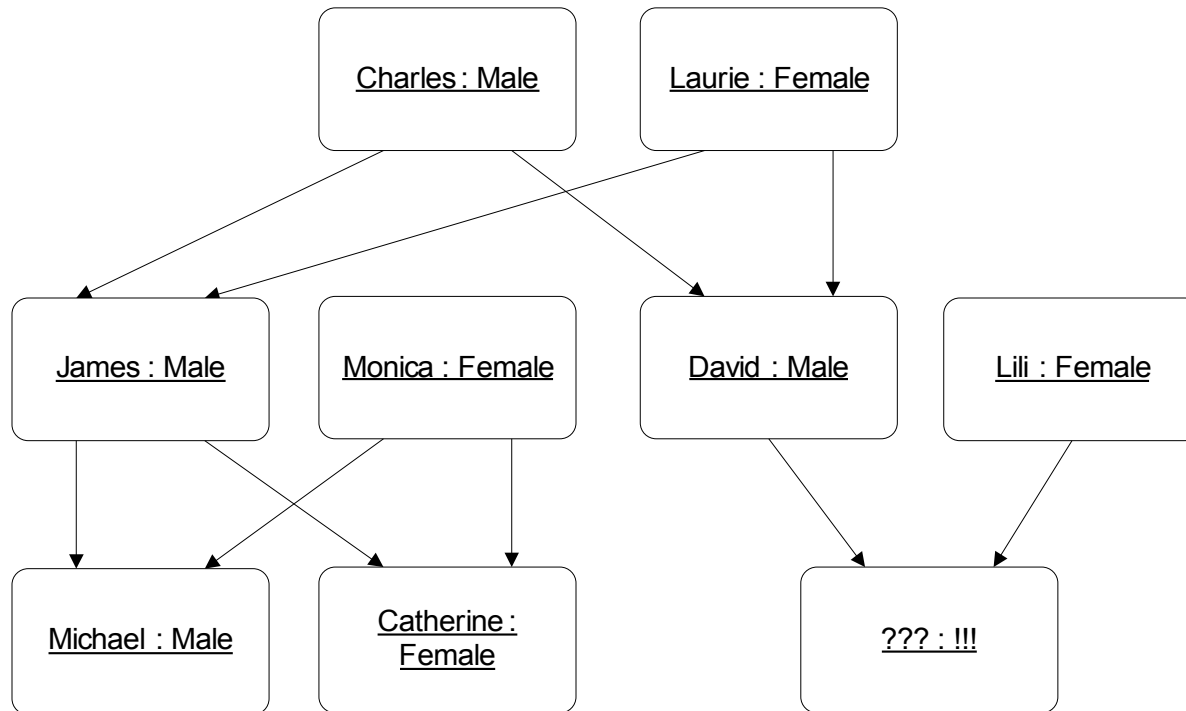 Charles : Male
Laurie : Female
James : Male
Monica : Female
David : Male
Lili : Female
Michael : Male
Catherine :
Female
??? : !!!